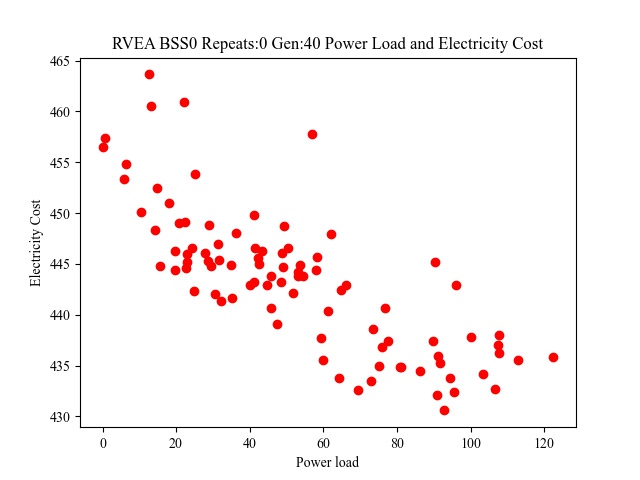 RVEA BSS0 Repeats:0 Gen:40 Power Load and Electricity Cost
465
460
455
450
445
440
435
430
Electricity Cost
0 20 40 60 80 100 120
Power load